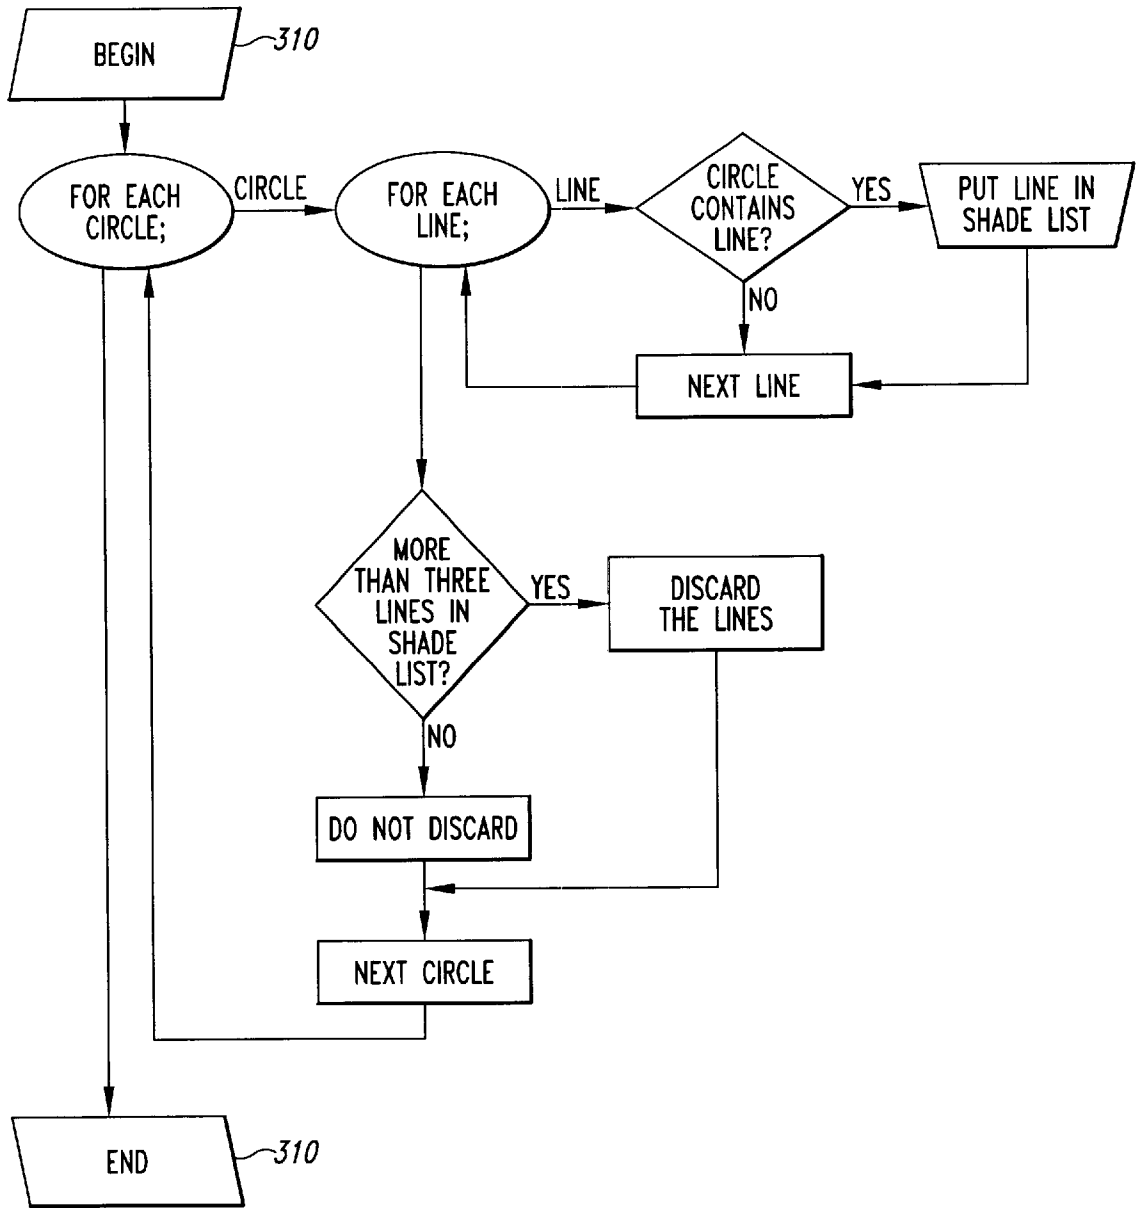 BEGIN
310
FOR EACH
CIRCLE;
CIRCLE
FOR EACH
LINE;
LINE
CIRCLE
CONTAINS
LINE?
YES
PUT LINE IN
SHADE LIST
NO
NEXT LINE
MORE
THAN THREE
LINES IN
SHADE
LIST?
YES
DISCARD
THE LINES
NO
DO NOT DISCARD
NEXT CIRCLE
END
310